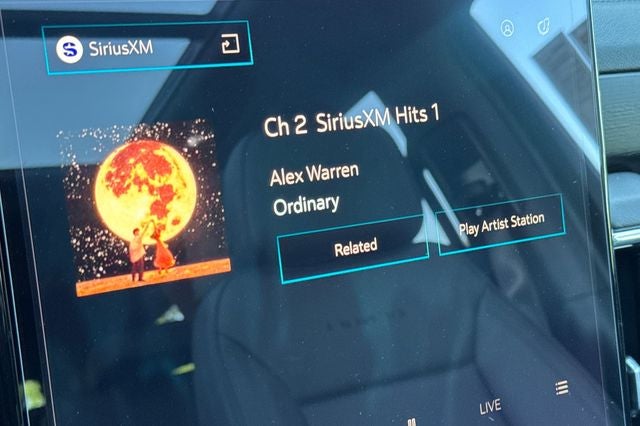 SiriusXM
Ch 2 SiriusXM Hits 1
Alex Warren
Ordinary
Related
Play Artist Station
LIVE